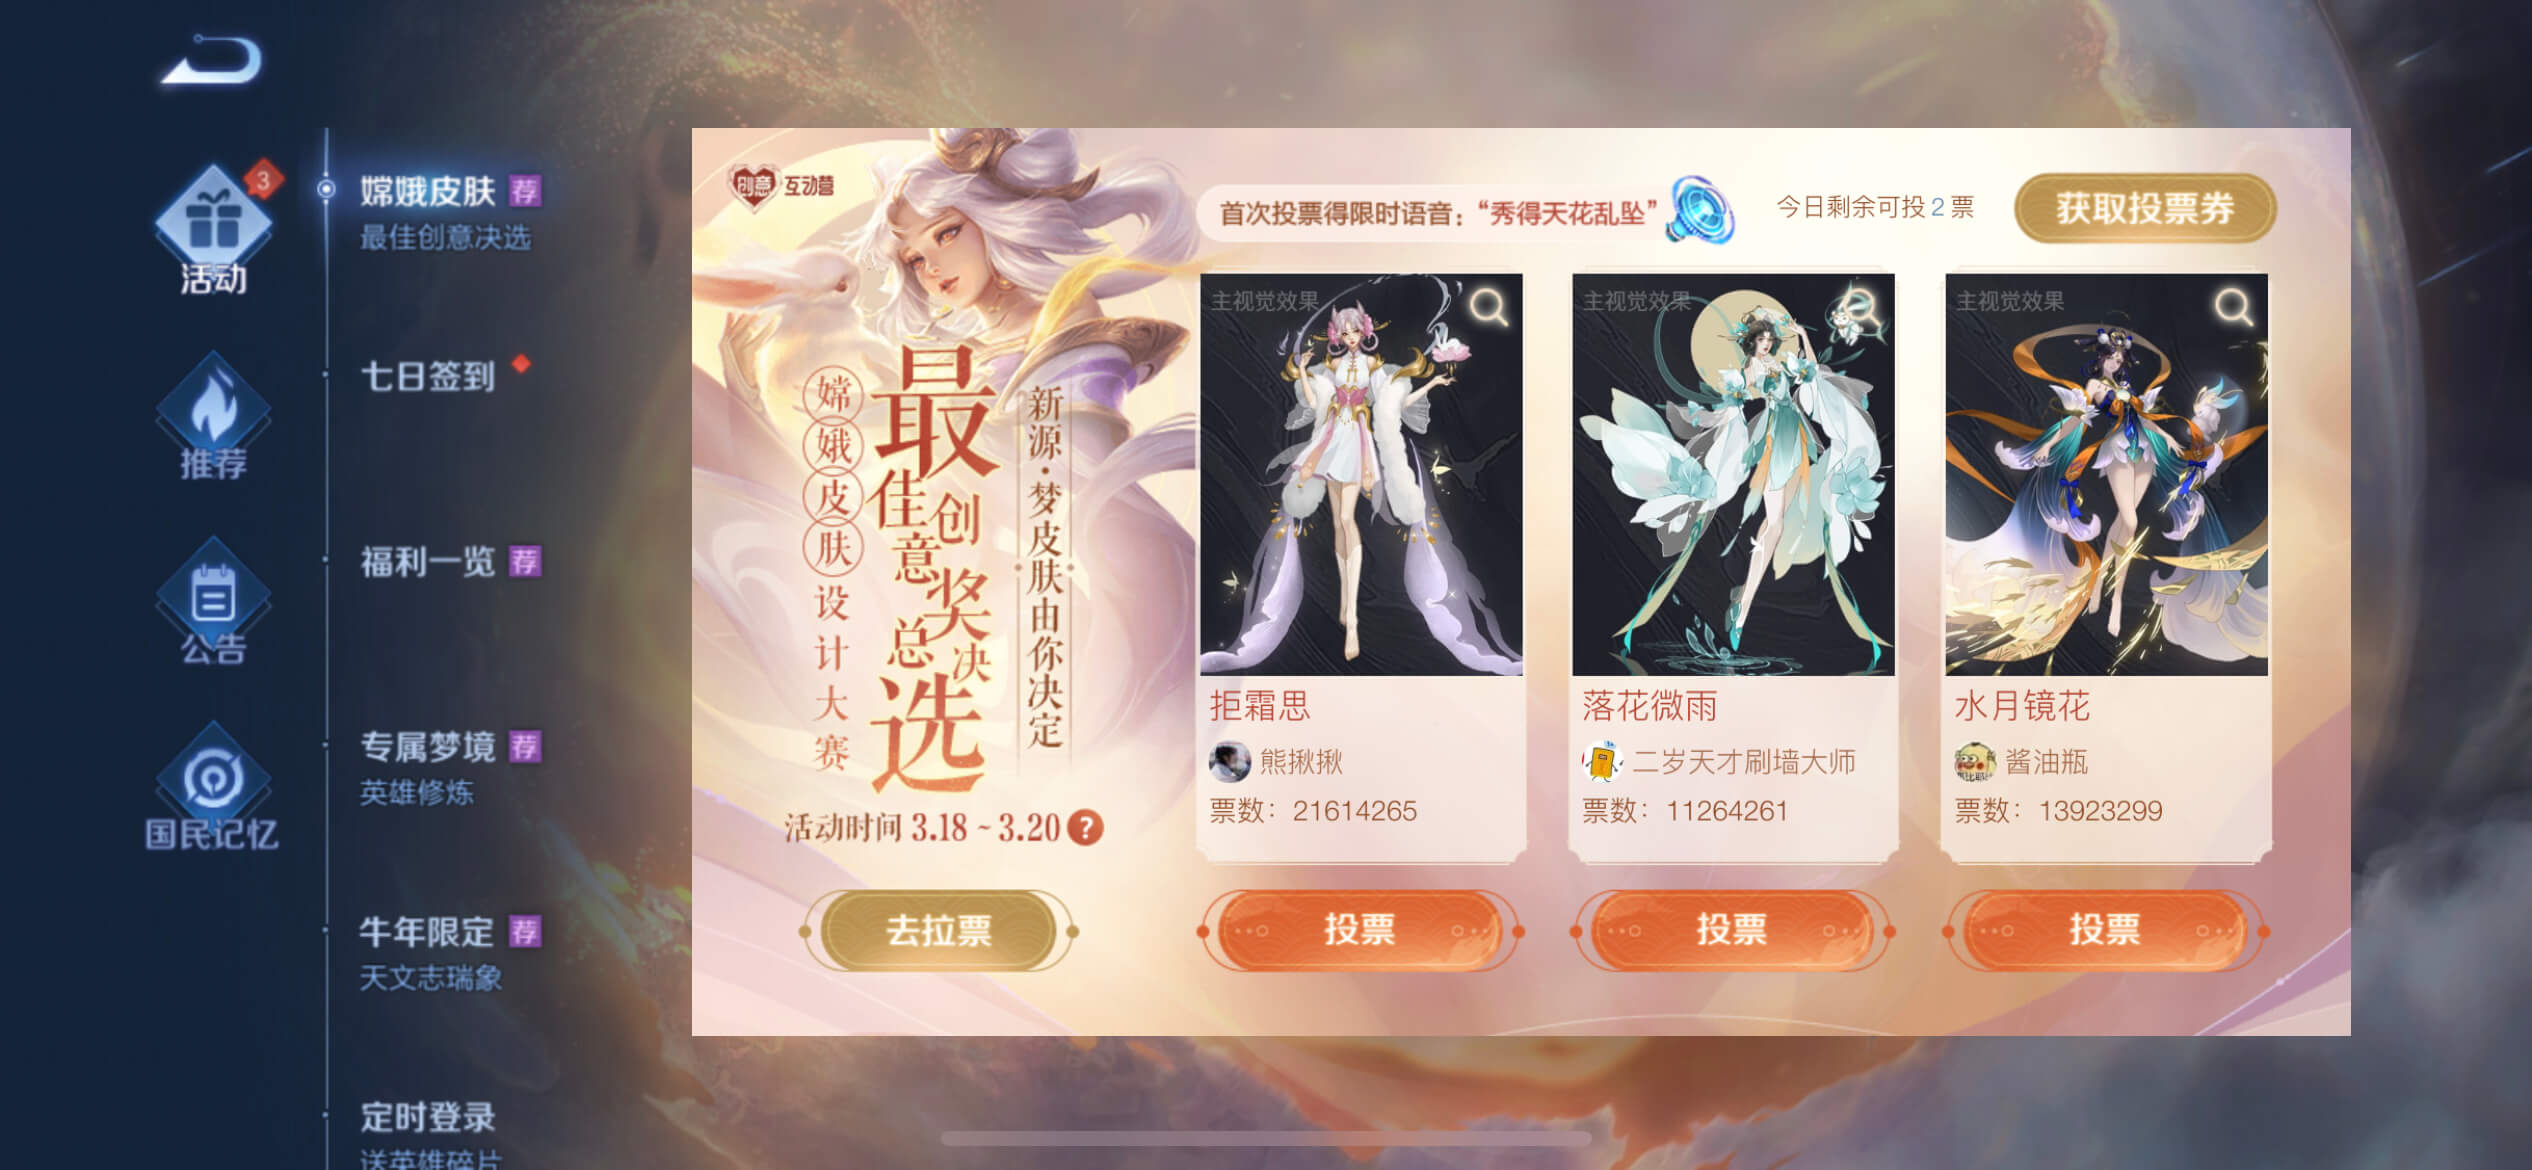 3
活动
推荐
公告
国民记忆
嫦娥皮肤 荐
最佳创意决选
七日签到
福利一览 荐
专属梦境 荐
英雄修炼
牛年限定 荐
天文志瑞象
定时登录
送英雄碎片
创意 互动营
嫦娥皮肤设计大赛
最佳创意奖总决选
新源·梦皮肤由你决定
活动时间 3.18 ~ 3.20 ?
去拉票
首次投票得限时语音：“秀得天花乱坠”
今日剩余可投 2 票
获取投票券
主视觉效果
拒霜思
熊揪揪
票数：21614265
投票
主视觉效果
落花微雨
二岁天才刷墙大师
票数：11264261
投票
主视觉效果
水月镜花
酱油瓶
票数：13923299
投票